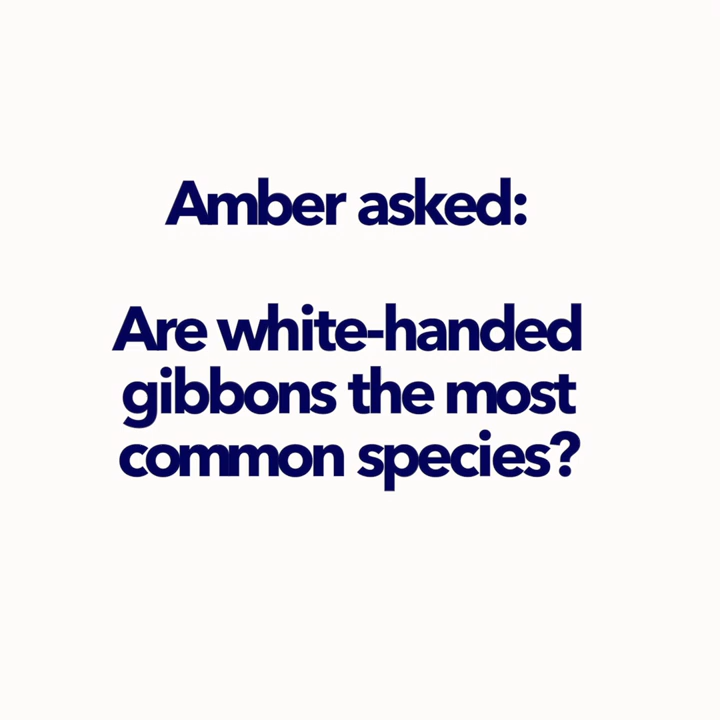 Amber asked:
Are white-handed
gibbons the most
common species?